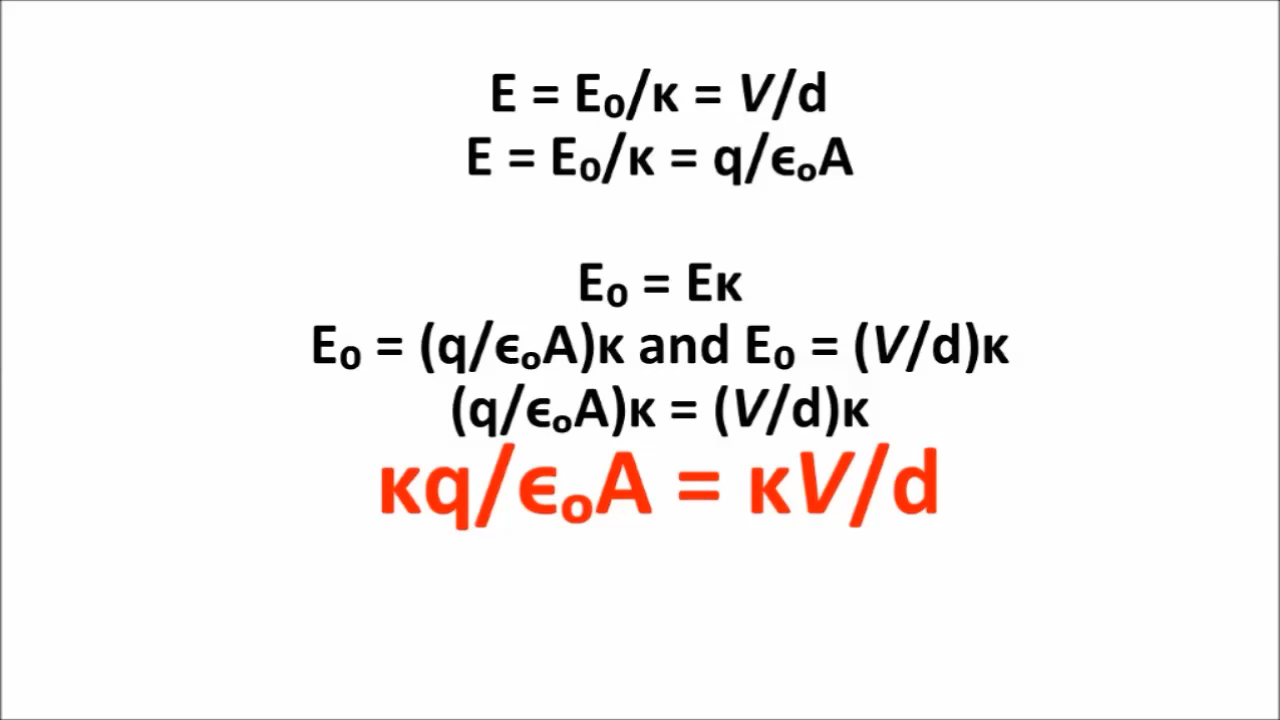 E = E₀/κ = V/d
E = E₀/κ = q/ϵₒA
E₀ = Eκ
E₀ = (q/ϵₒA)κ and E₀ = (V/d)κ
(q/ϵₒA)κ = (V/d)κ
κq/ϵₒA = κV/d